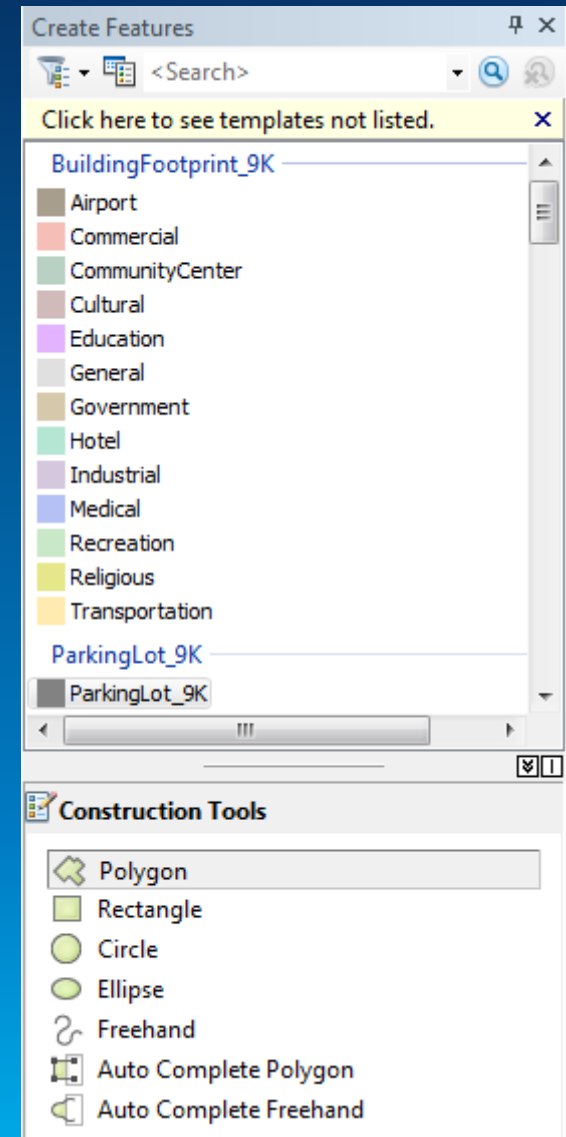 Create Features
<Search>
Click here to see templates not listed.
BuildingFootprint_9K
Airport
Commercial
CommunityCenter
Cultural
Education
General
Government
Hotel
Industrial
Medical
Recreation
Religious
Transportation
ParkingLot_9K
ParkingLot_9K
Construction Tools
Polygon
Rectangle
Circle
Ellipse
Freehand
Auto Complete Polygon
Auto Complete Freehand